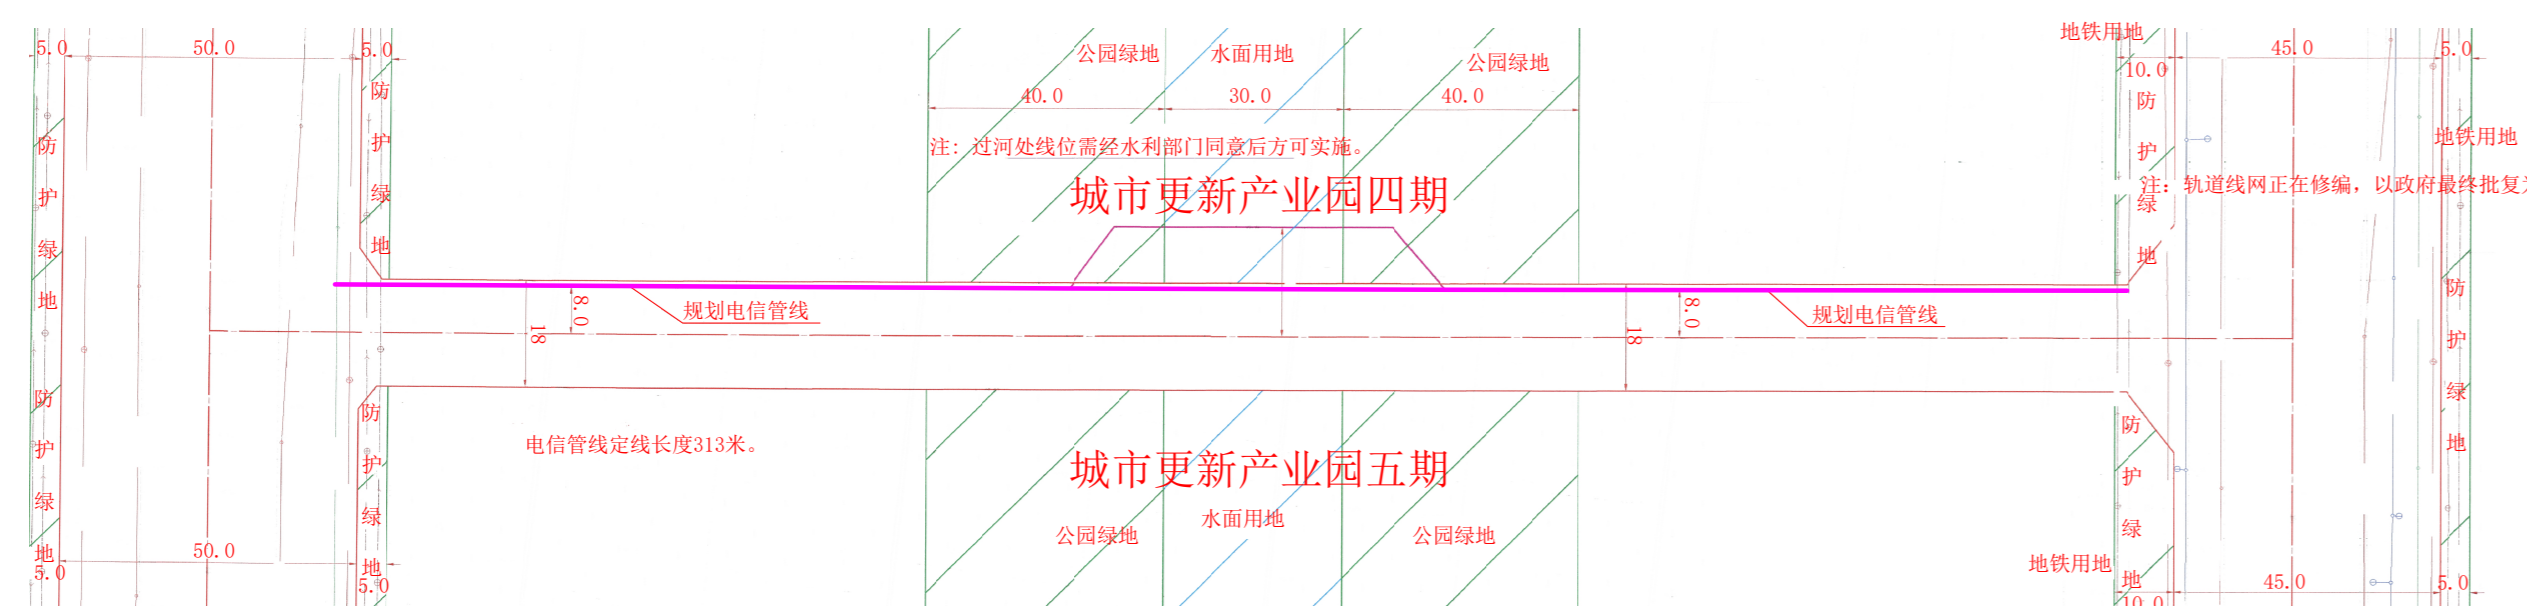 地铁用地
5.0
50.0
5.0
公园绿地
水面用地
公园绿地
45.0
5.0
10.0
40.0
30.0
40.0
防护绿地
防护绿地
防护绿地
地铁用地
注：过河处线位需经水利部门同意后方可实施。
城市更新产业园四期
注：轨道线网正在修编，以政府最终批复
8.0
规划电信管线
18
8.0
规划电信管线
18
防护绿地
防护绿地
防护绿地
防护绿地
电信管线定线长度313米。
城市更新产业园五期
公园绿地
水面用地
公园绿地
地铁用地
5.0
50.0
5.0
45.0
5.0
10.0